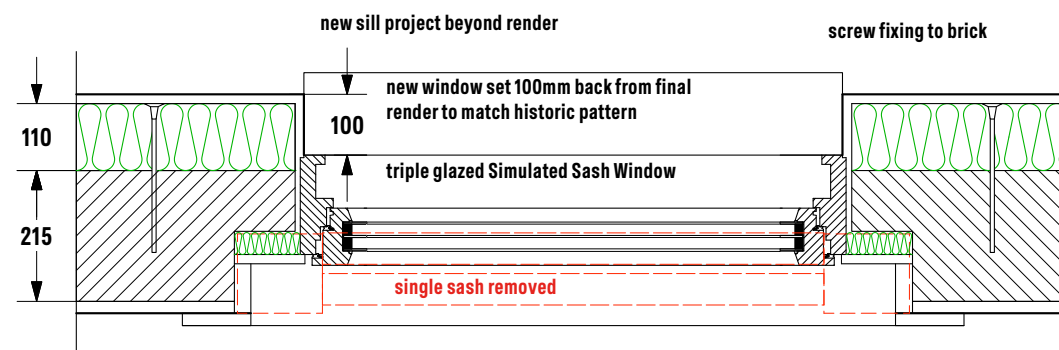 new sill project beyond render
screw fixing to brick
new window set 100mm back from final
render to match historic pattern
110
100
triple glazed Simulated Sash Window
215
single sash removed